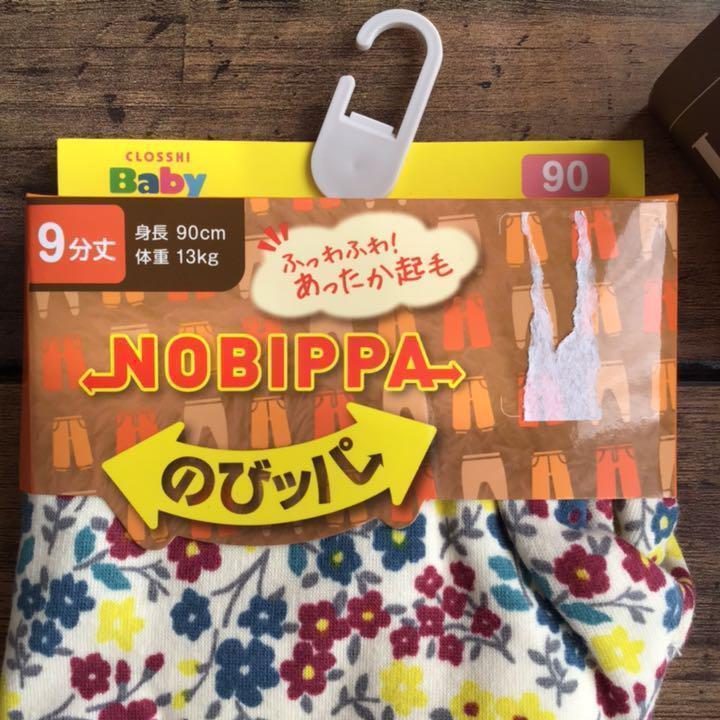 CLOSSHI
Baby
90
9分丈
身長 90cm
体重 13kg
ふっわふわ!
あったか起毛
NOBIPPA
のびッパ